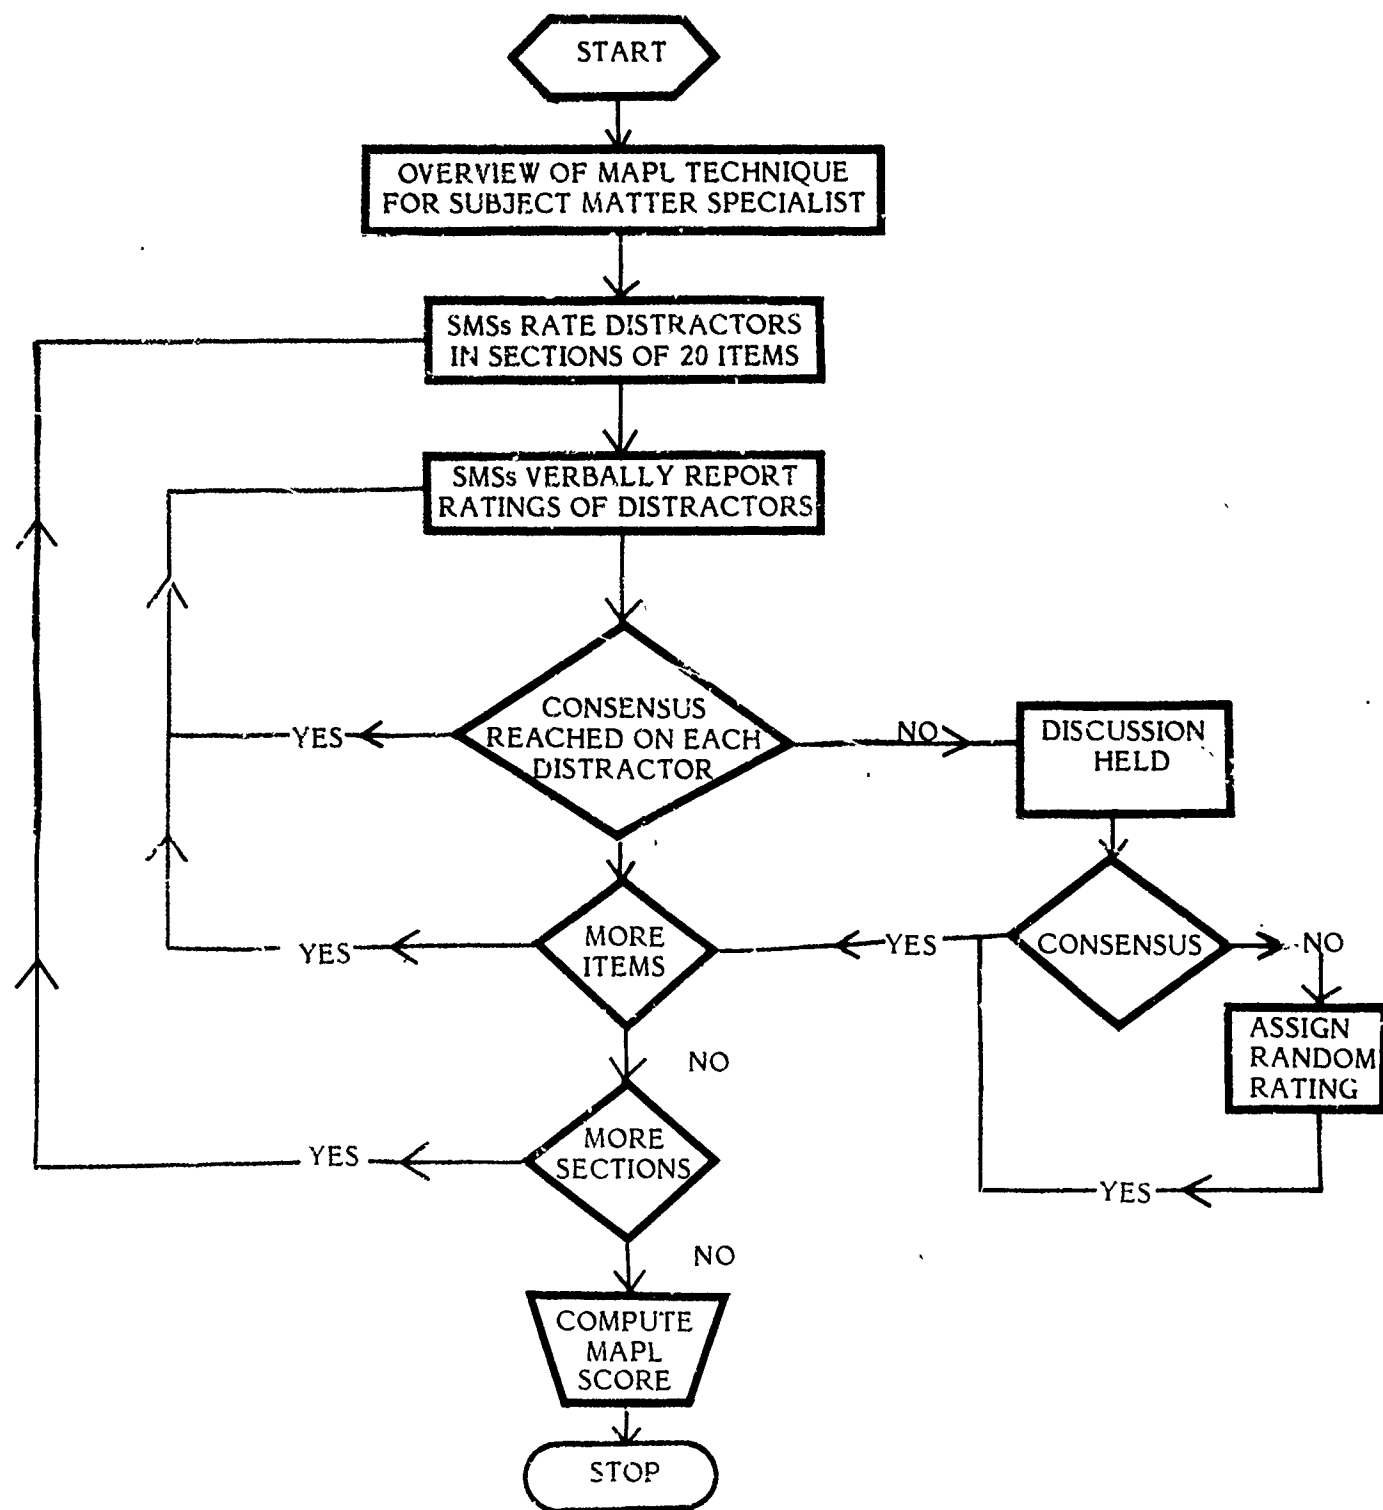 START
OVERVIEW OF MAPL TECHNIQUE
FOR SUBJECT MATTER SPECIALIST
SMSs RATE DISTRACTORS
IN SECTIONS OF 20 ITEMS
SMSs VERBALLY REPORT
RATINGS OF DISTRACTORS
CONSENSUS
REACHED ON EACH
DISTRACTOR
YES
NO
DISCUSSION
HELD
MORE
ITEMS
YES
YES
CONSENSUS
NO
ASSIGN
RANDOM
RATING
NO
MORE
SECTIONS
YES
YES
NO
COMPUTE
MAPL
SCORE
STOP